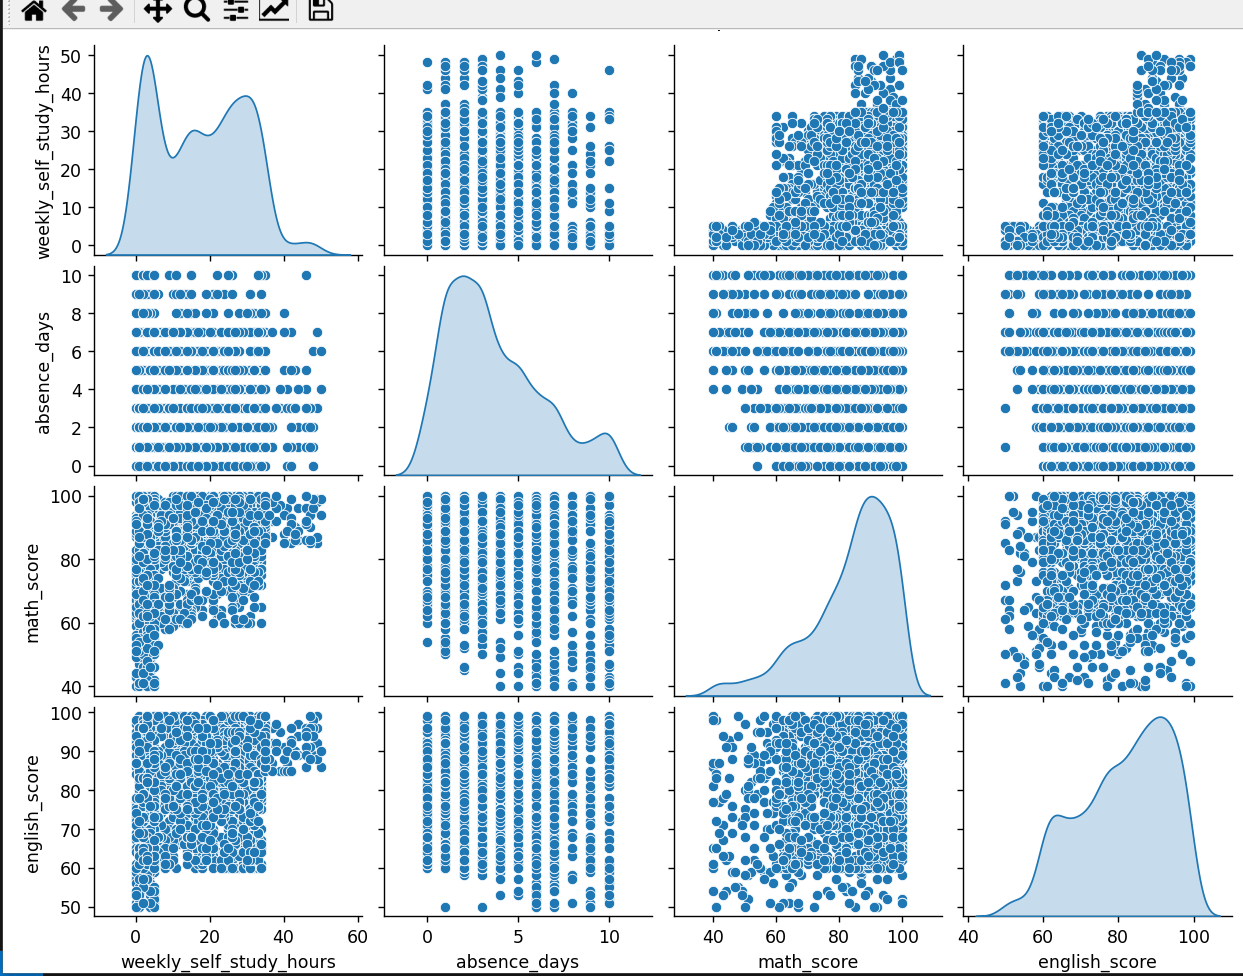 weekly_self_study_hours
50
40
30
20
10
0
absence_days
10
8
6
4
2
0
math_score
100
80
60
40
english_score
100
90
80
70
60
50
0 20 40 60
0 5 10
40 60 80 100
40 60 80 100
weekly_self_study_hours absence_days math_score english_score